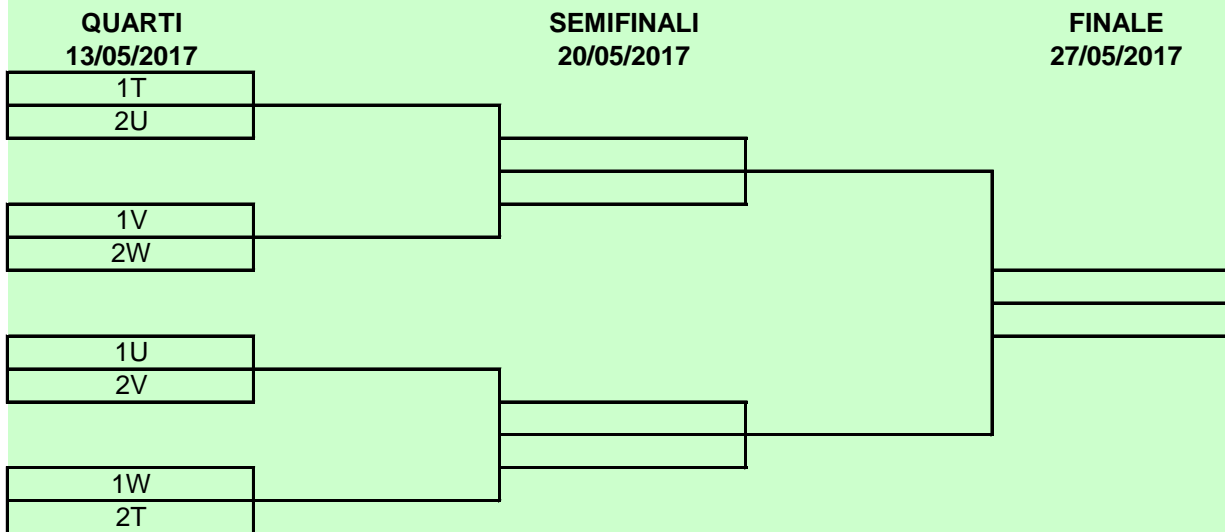 QUARTI
13/05/2017
SEMIFINALI
20/05/2017
FINALE
27/05/2017
1T
2U
1V
2W
1U
2V
1W
2T